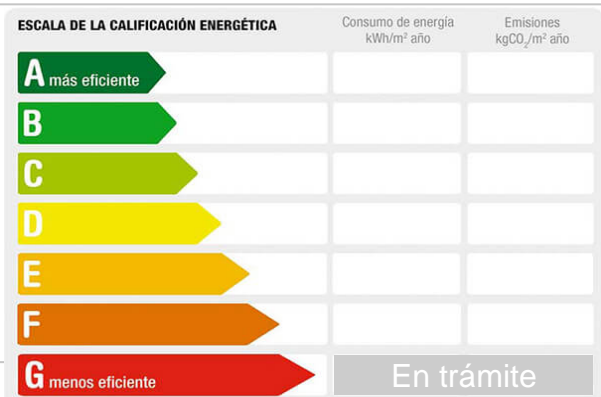 ESCALA DE LA CALIFICACIÓN ENERGÉTICA
Consumo de energía
kWh/m² año
Emisiones
kgCO₂/m² año
A más eficiente
B
C
D
E
F
G menos eficiente
En trámite